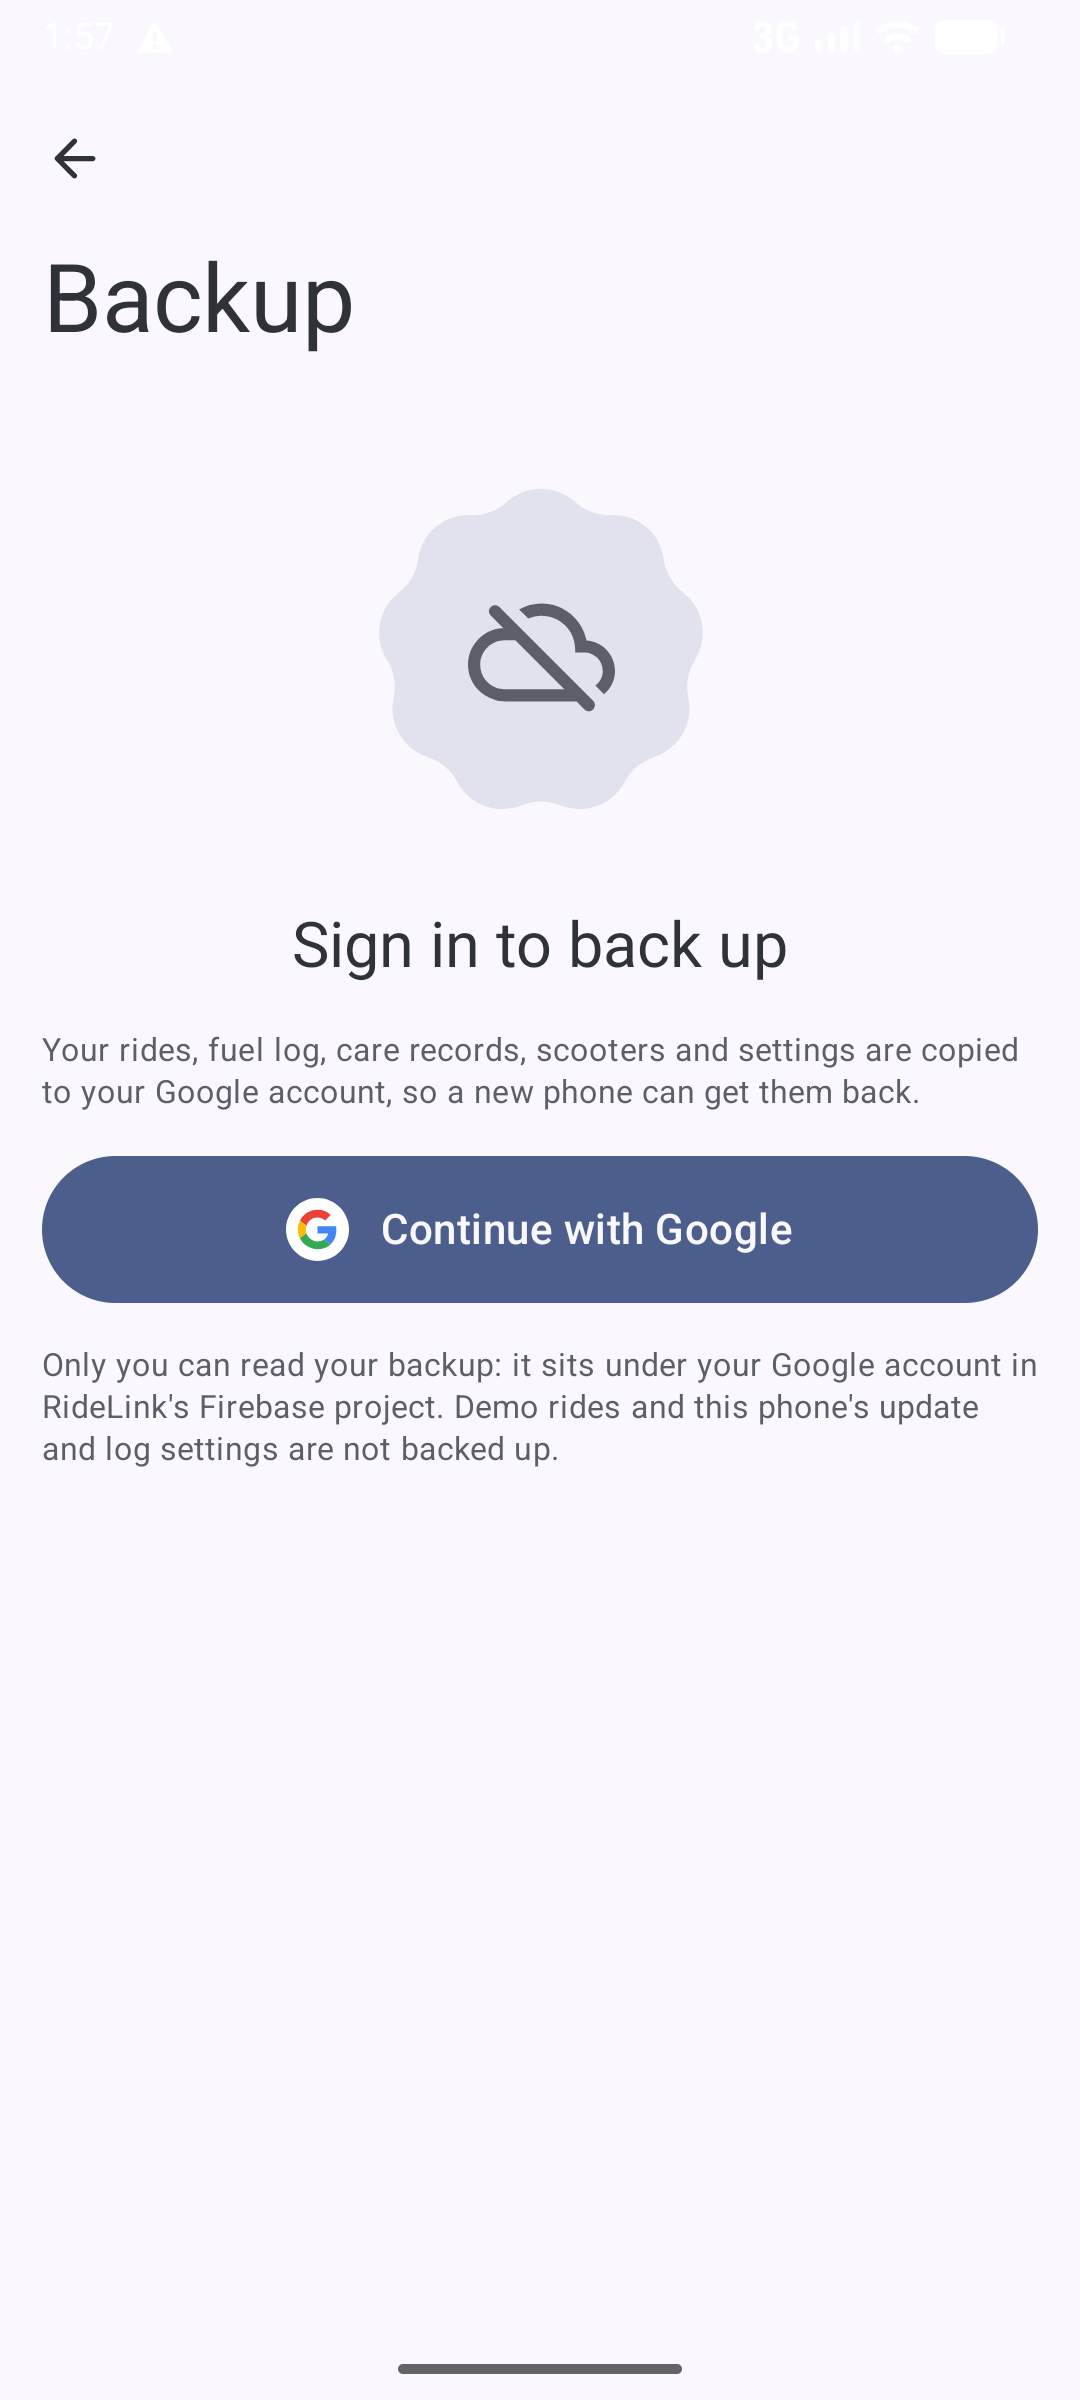 1:57
3G
Backup
Sign in to back up
Your rides, fuel log, care records, scooters and settings are copied
to your Google account, so a new phone can get them back.
Continue with Google
Only you can read your backup: it sits under your Google account in
RideLink's Firebase project. Demo rides and this phone's update
and log settings are not backed up.